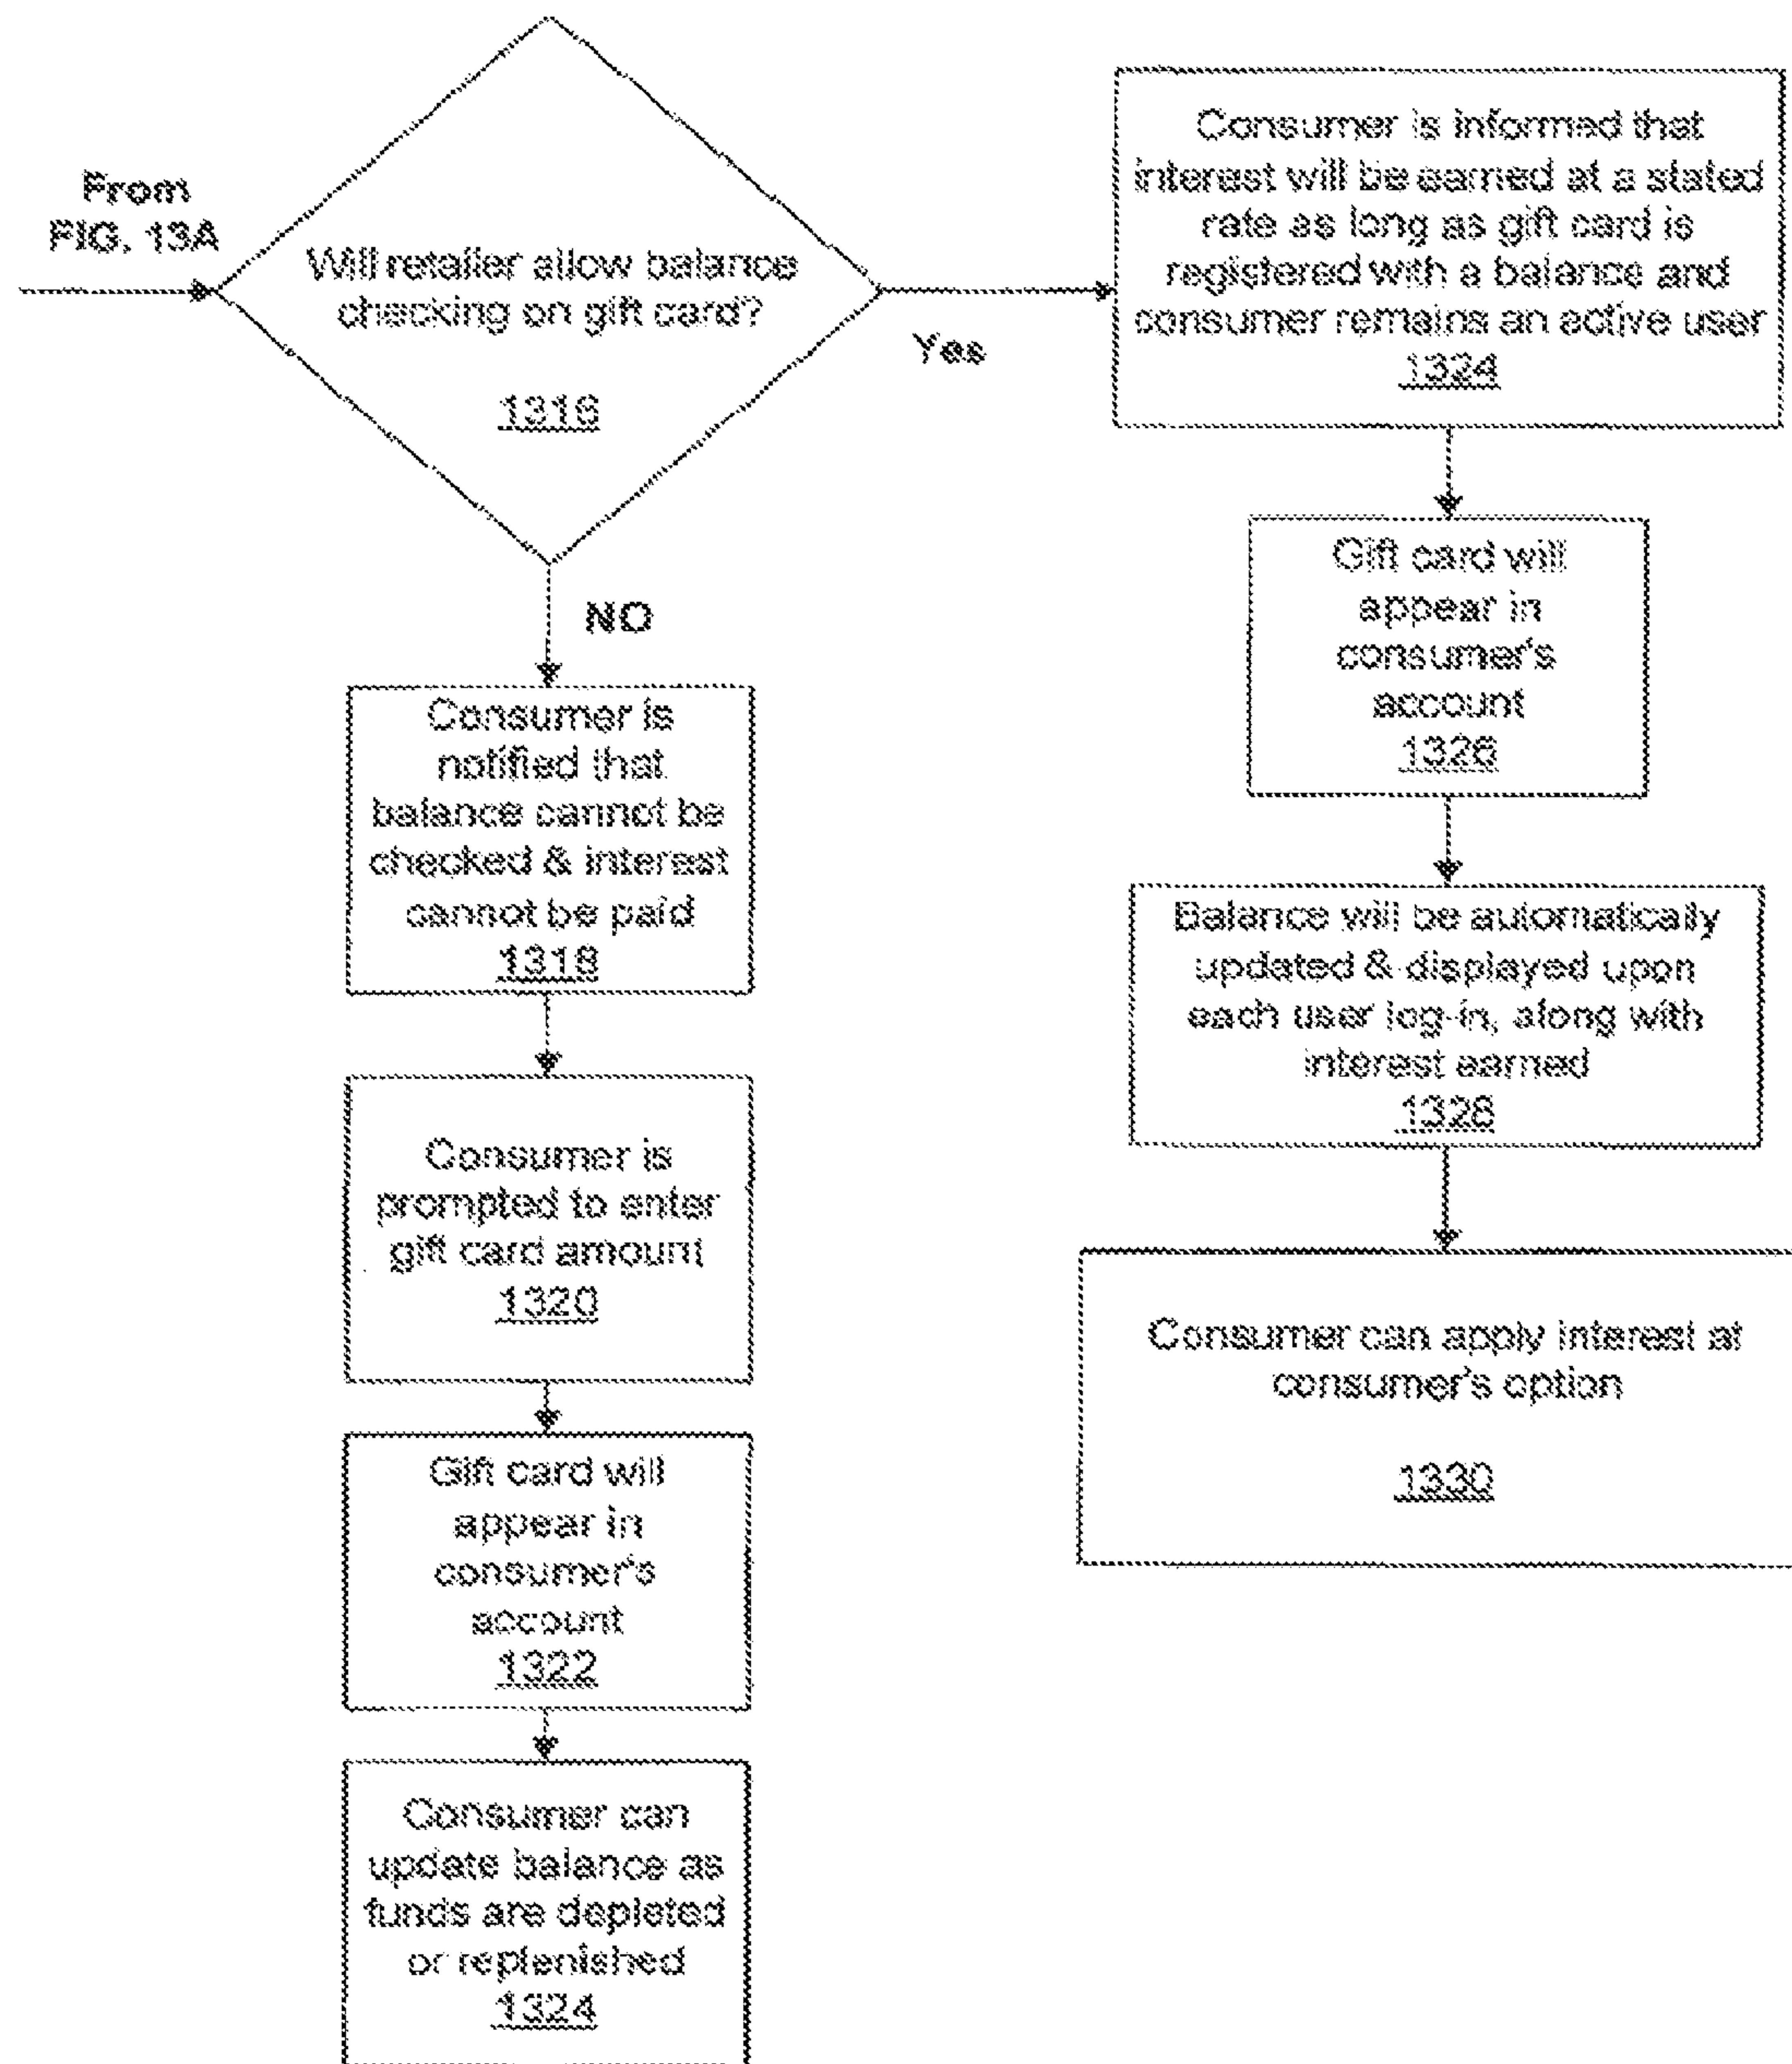 From
FIG. 13A
Will retailer allow balance
checking on gift card?
1316
Yes
NO
Consumer is
notified that
balance cannot be
checked & interest
cannot be paid
1318
Consumer is
prompted to enter
gift card amount
1320
Gift card will
appear in
consumer's
account
1322
Consumer can
update balance as
funds are depleted
or replenished
1324
Consumer is informed that
interest will be earned at a stated
rate as long as gift card is
registered with a balance and
consumer remains an active user
1324
Gift card will
appear in
consumer's
account
1326
Balance will be automatically
updated & displayed upon
each user log-in, along with
interest earned
1328
Consumer can apply interest at
consumer's option
1330